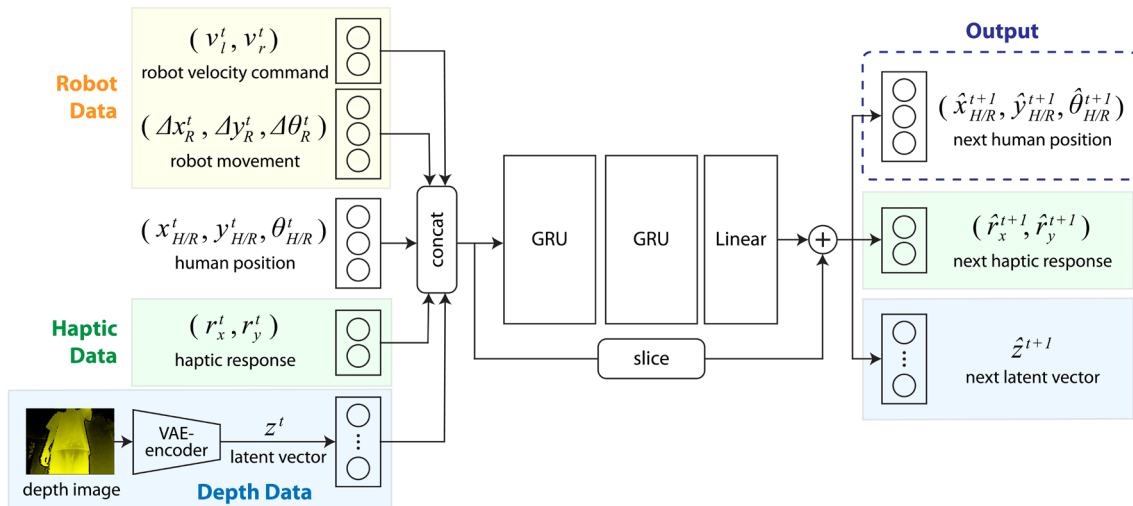 Robot
Data
(v_l^t, v_r^t)
robot velocity command
(Δx_R^t, Δy_R^t, Δθ_R^t)
robot movement
(x_{H/R}^t, y_{H/R}^t, θ_{H/R}^t)
human position
Haptic
Data
(r_x^t, r_y^t)
haptic response
VAE-
encoder
z^t
latent vector
depth image
Depth Data
concat
GRU
GRU
Linear
+
slice
Output
(x̂_{H/R}^{t+1}, ŷ_{H/R}^{t+1}, θ̂_{H/R}^{t+1})
next human position
(r̂_x^{t+1}, r̂_y^{t+1})
next haptic response
ẑ^{t+1}
next latent vector